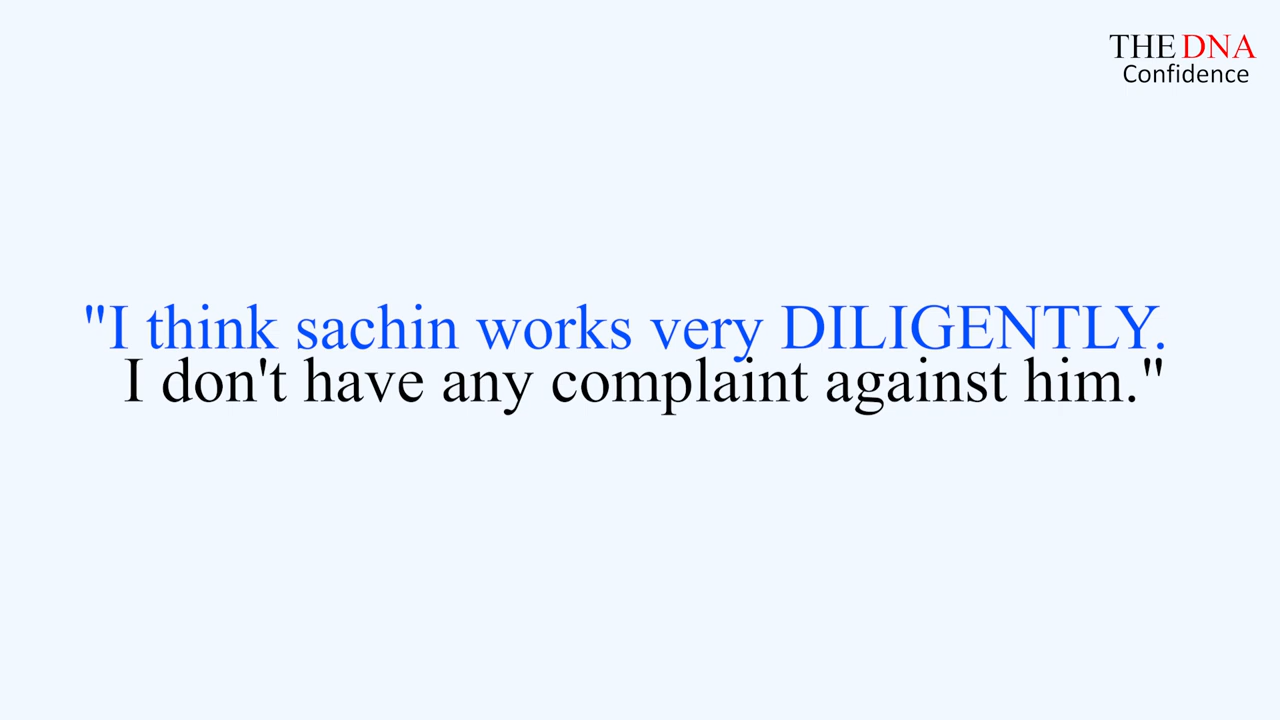 THE DNA
Confidence
"I think sachin works very DILIGENTLY.
I don't have any complaint against him."